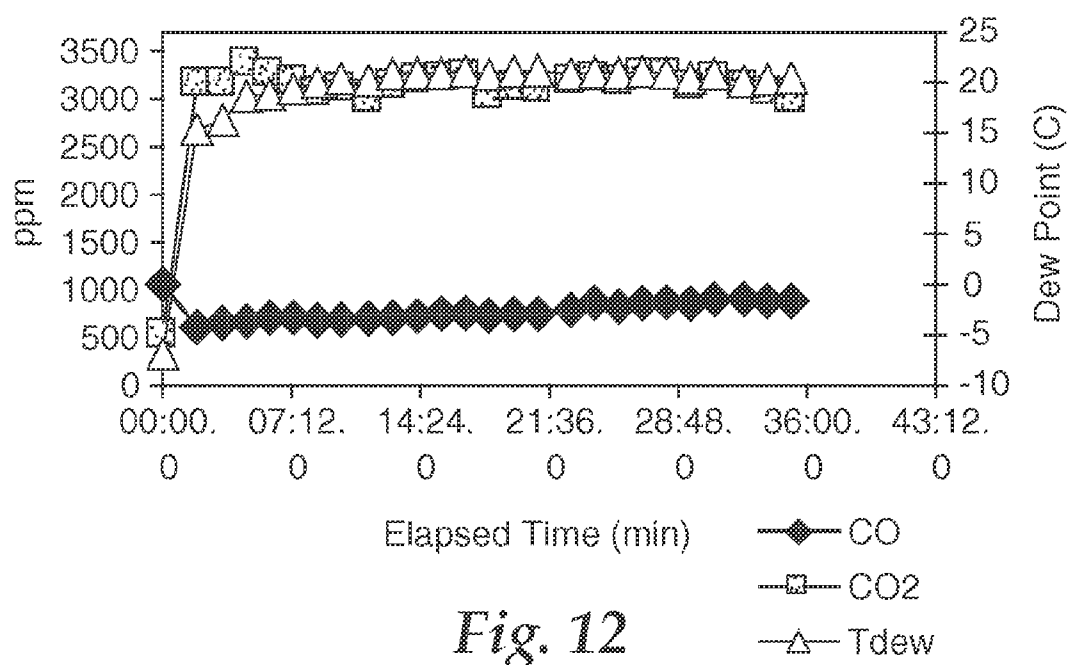 3500
3000
2500
2000
1500
1000
500
0
ppm
25
20
15
10
5
0
-5
-10
Dew Point (C)
00:00. 07:12. 14:24. 21:36. 28:48. 36:00. 43:12.
0 0 0 0 0 0 0
Elapsed Time (min)
CO
CO2
Tdew
Fig. 12